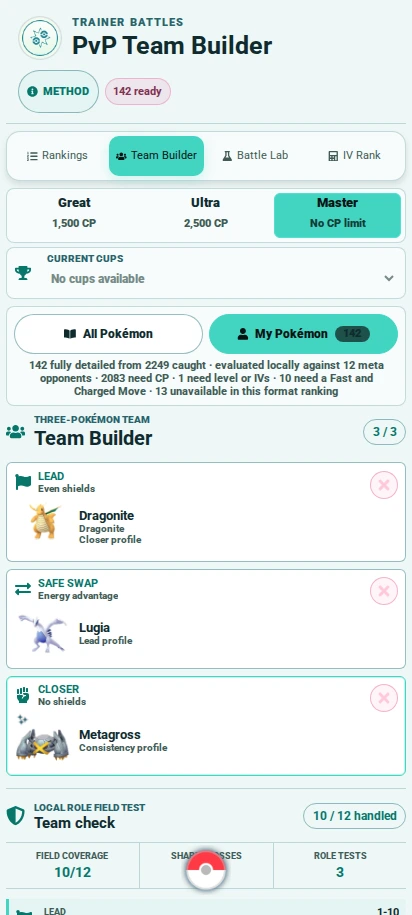 TRAINER BATTLES
PvP Team Builder
METHOD
142 ready
Rankings
Team Builder
Battle Lab
IV Rank
Great
1,500 CP
Ultra
2,500 CP
Master
No CP limit
CURRENT CUPS
No cups available
All Pokémon
My Pokémon 142
142 fully detailed from 2249 caught · evaluated locally against 12 meta
opponents · 2083 need CP · 1 need level or IVs · 10 need a Fast and
Charged Move · 13 unavailable in this format ranking
THREE-POKÉMON TEAM
Team Builder
3 / 3
LEAD
Even shields
Dragonite
Dragonite
Closer profile
SAFE SWAP
Energy advantage
Lugia
Lead profile
CLOSER
No shields
Metagross
Consistency profile
LOCAL ROLE FIELD TEST
Team check
10 / 12 handled
FIELD COVERAGE
10/12
ROLE TESTS
3
LEAD
1-10